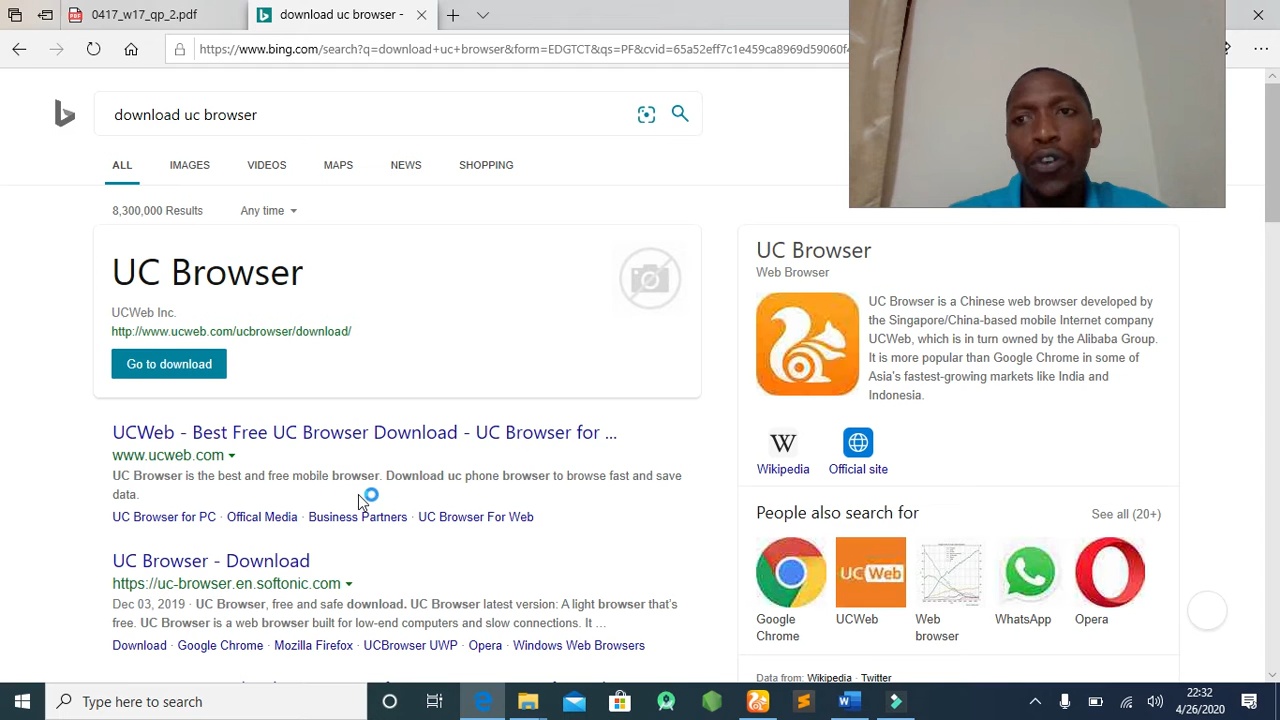 0417_w17_qp_2.pdf
download uc browser -
https://www.bing.com/search?q=download+uc+browser&form=EDGTCT&qs=PF&cvid=65a52eff7c1e459ca8969d59060f4
download uc browser
ALL IMAGES VIDEOS MAPS NEWS SHOPPING
8,300,000 Results Any time
UC Browser
UCWeb Inc.
http://www.ucweb.com/ucbrowser/download/
Go to download
UCWeb - Best Free UC Browser Download - UC Browser for ...
www.ucweb.com
UC Browser is the best and free mobile browser. Download uc phone browser to browse fast and save
data.
UC Browser for PC · Offical Media · Business Partners · UC Browser For Web
UC Browser - Download
https://uc-browser.en.softonic.com
Dec 03, 2019 · UC Browser, free and safe download. UC Browser latest version: A light browser that's
free. UC Browser is a web browser built for low-end computers and slow connections. It ...
Download · Google Chrome · Mozilla Firefox · UCBrowser UWP · Opera · Windows Web Browsers
UC Browser
Web Browser
UC Browser is a Chinese web browser developed by
the Singapore/China-based mobile Internet company
UCWeb, which is in turn owned by the Alibaba Group.
It is more popular than Google Chrome in some of
Asia's fastest-growing markets like India and
Indonesia.
W
Wikipedia Official site
People also search for See all (20+)
UC Web
Google
Chrome
UCWeb
Web
browser
WhatsApp
Opera
Data from: Wikipedia · Twitter
Type here to search
22:32
4/26/2020